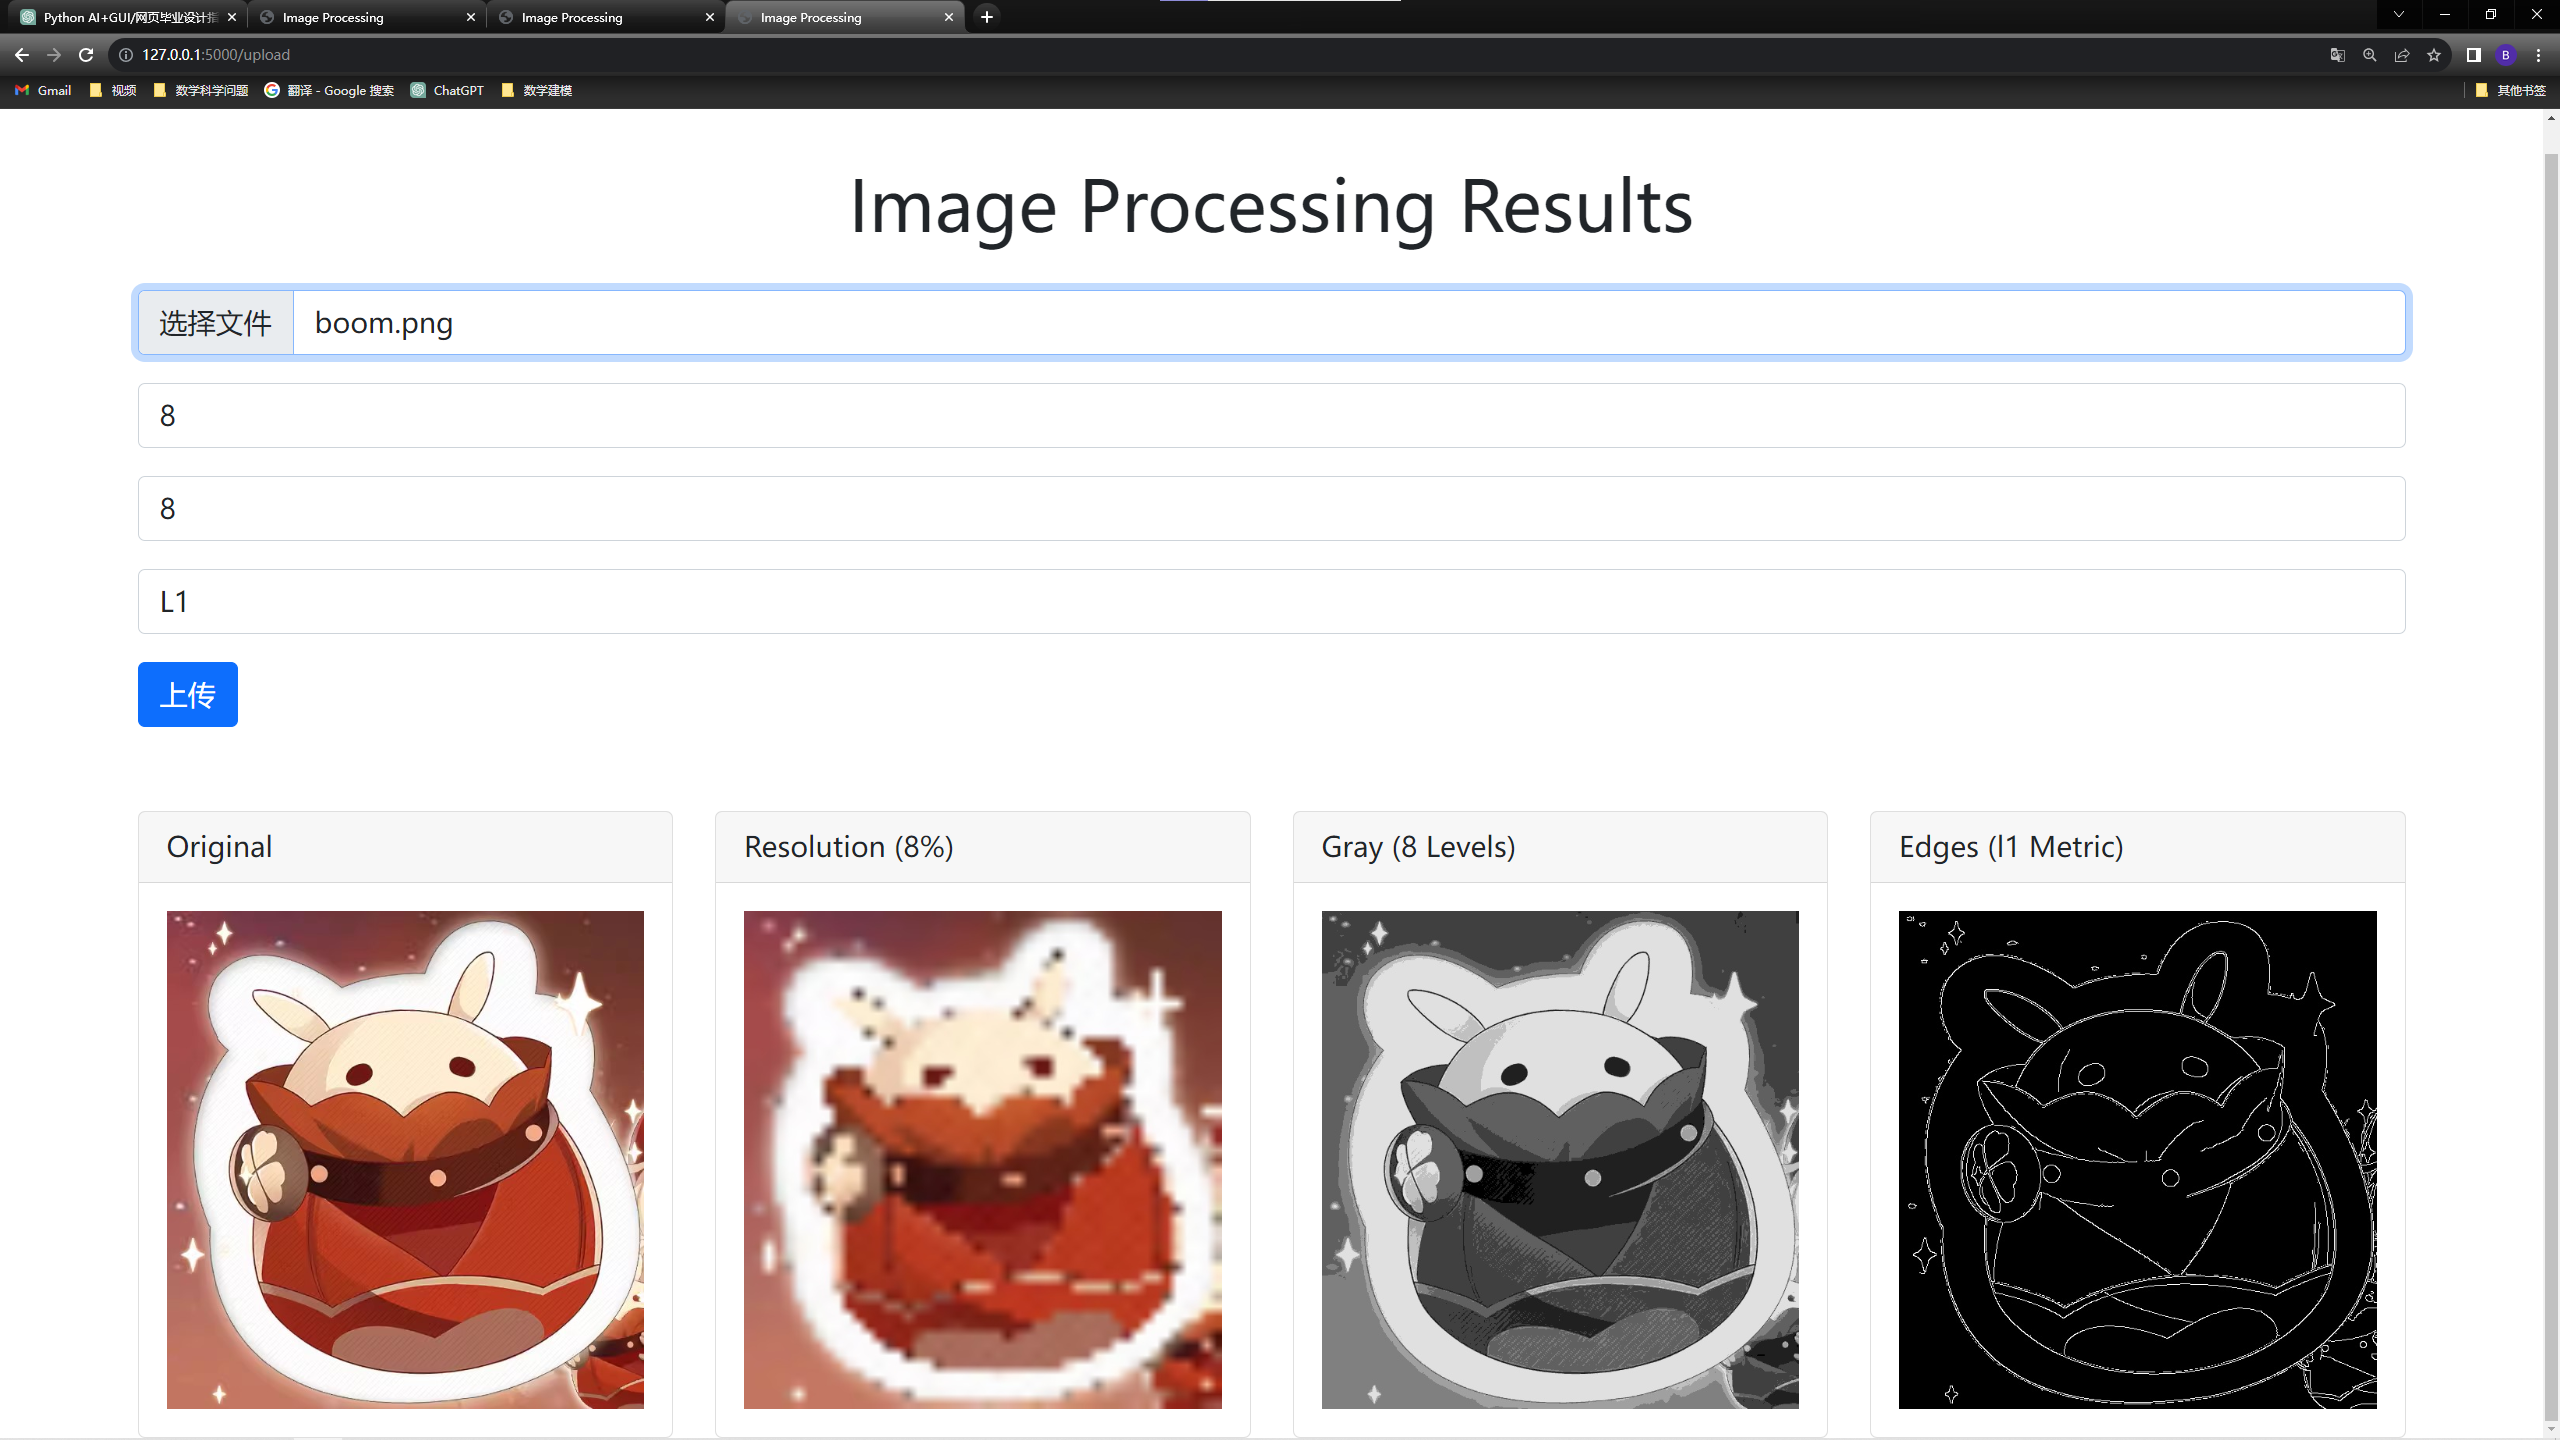 Python AI+GUI/网页毕业设计指
Image Processing
Image Processing
Image Processing
127.0.0.1:5000/upload
B
Gmail
视频
数学科学问题
翻译 - Google 搜索
ChatGPT
数学建模
其他书签
Image Processing Results
选择文件 boom.png
8
8
L1
上传
Original
Resolution (8%)
Gray (8 Levels)
Edges (l1 Metric)